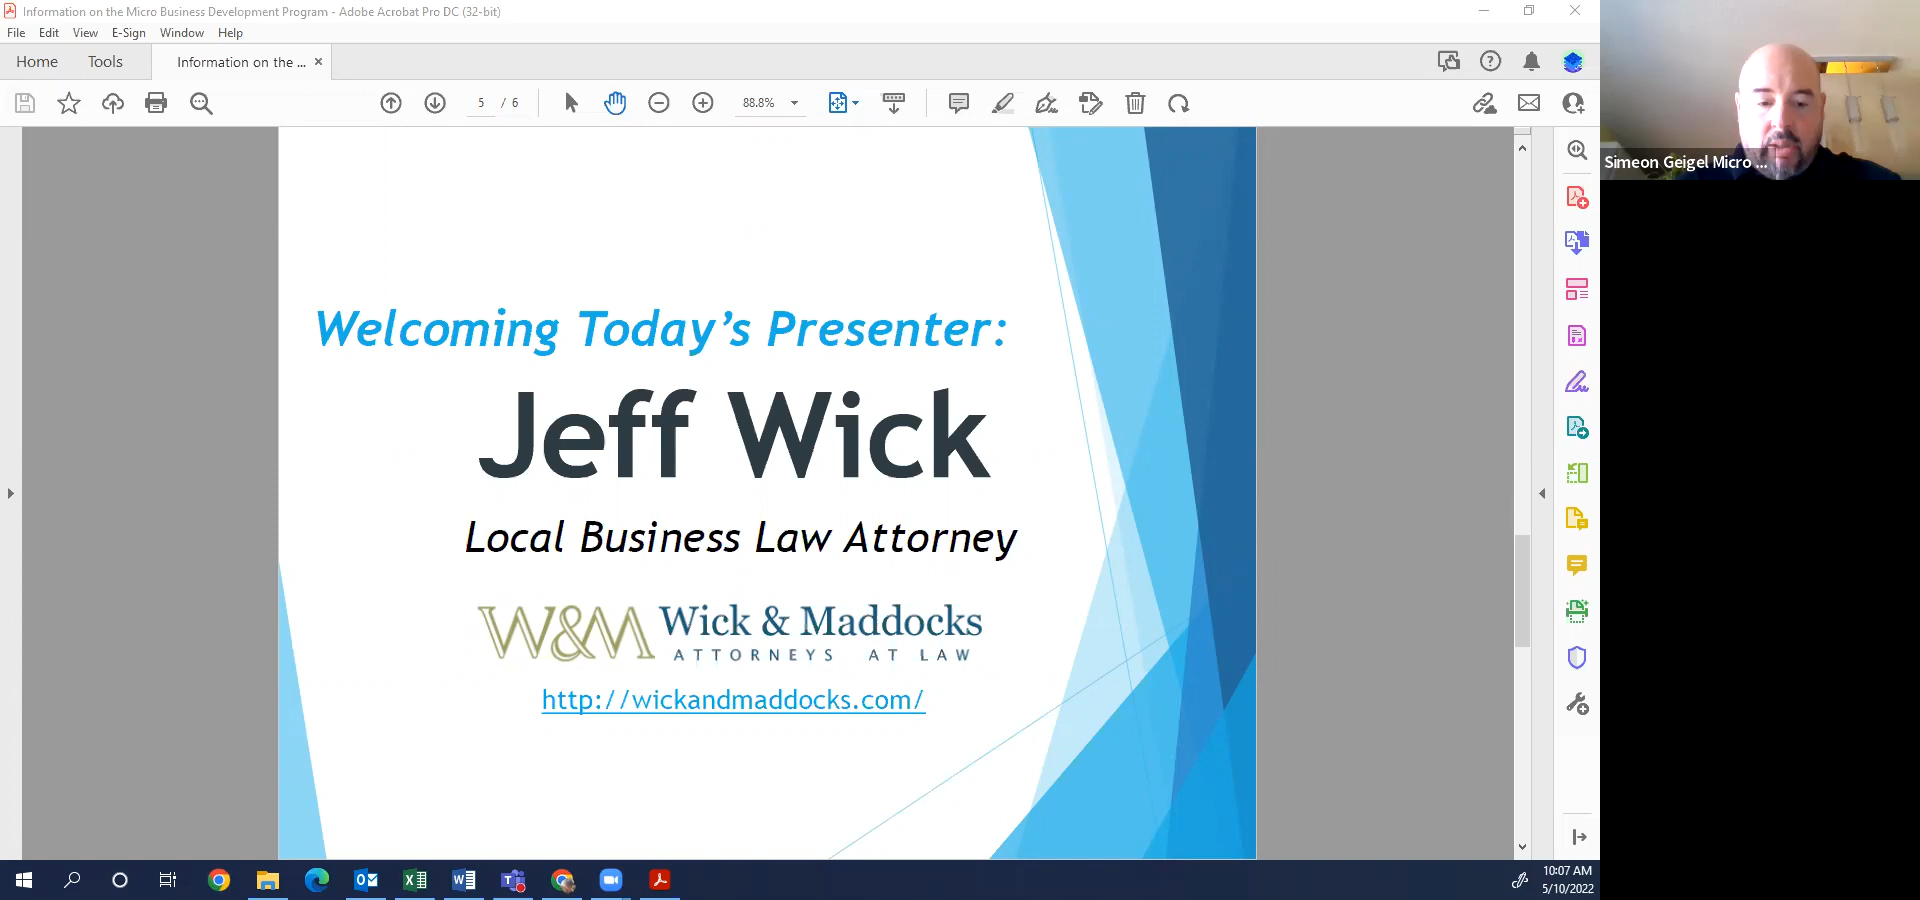 Information on the Micro Business Development Program - Adobe Acrobat Pro DC (32-bit)
File Edit View E-Sign Window Help
Home Tools Information on the ... ×
5 / 6 88.8%
Simeon Geigel Micro ...
Welcoming Today's Presenter:
Jeff Wick
Local Business Law Attorney
W&M Wick & Maddocks
ATTORNEYS AT LAW
http://wickandmaddocks.com/
10:07 AM
5/10/2022